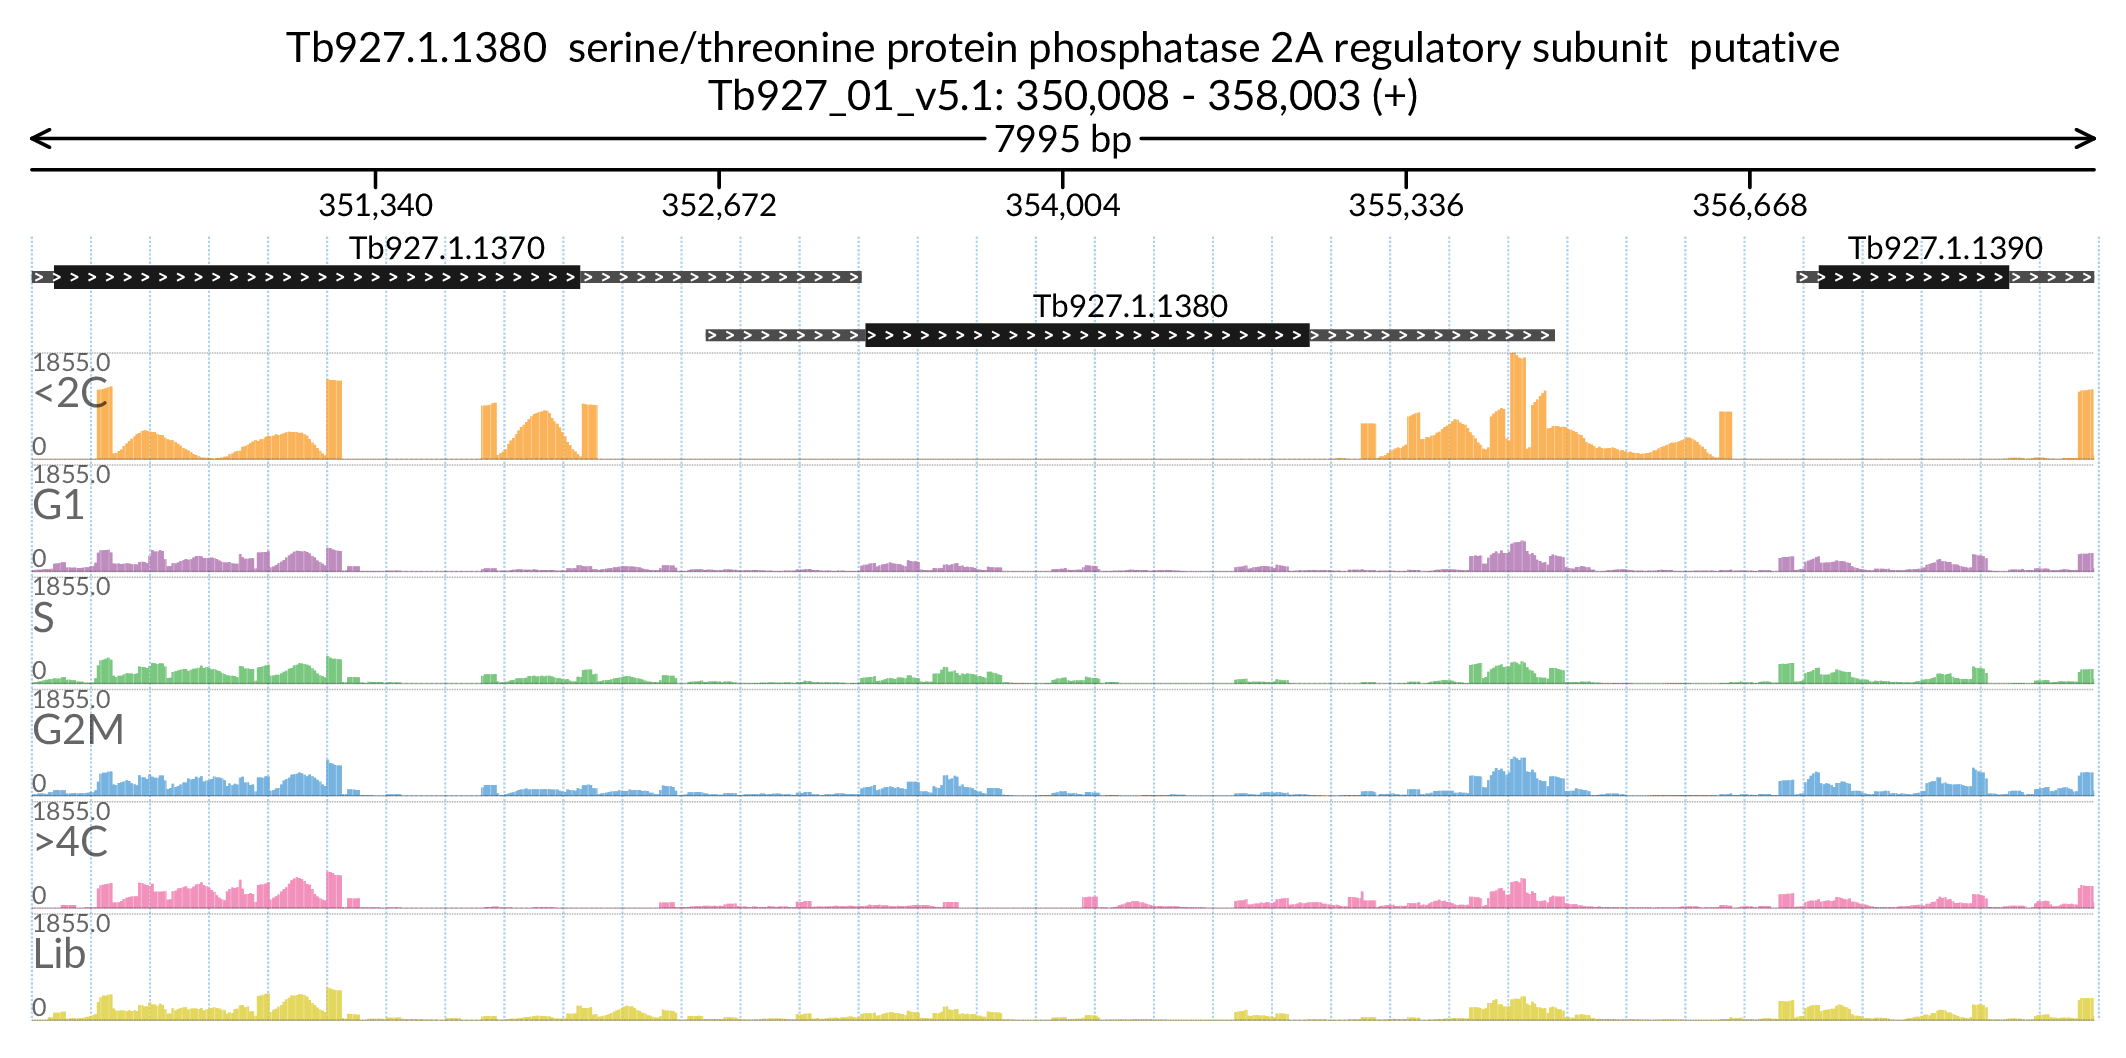 Tb927.1.1380  serine/threonine protein phosphatase 2A regulatory subunit  putative
Tb927_01_v5.1: 350,008 - 358,003 (+)
7995 bp
351,340 352,672 354,004 355,336 356,668
Tb927.1.1370 Tb927.1.1390
Tb927.1.1380
1855.0
<2C
0
1855.0
G1
0
1855.0
S
0
1855.0
G2M
0
1855.0
>4C
0
1855.0
Lib
0